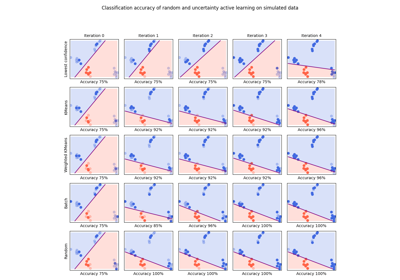 Classification accuracy of random and uncertainty active learning on simulated data
Iteration 0 Iteration 1 Iteration 2 Iteration 3 Iteration 4
Lowest confidence
Accuracy 75% Accuracy 75% Accuracy 75% Accuracy 75% Accuracy 78%
KMeans
Accuracy 75% Accuracy 92% Accuracy 93% Accuracy 92% Accuracy 96%
Weighted KMeans
Accuracy 75% Accuracy 92% Accuracy 92% Accuracy 92% Accuracy 96%
Batch
Accuracy 75% Accuracy 85% Accuracy 96% Accuracy 100% Accuracy 100%
Random
Accuracy 75% Accuracy 100% Accuracy 100% Accuracy 100% Accuracy 100%